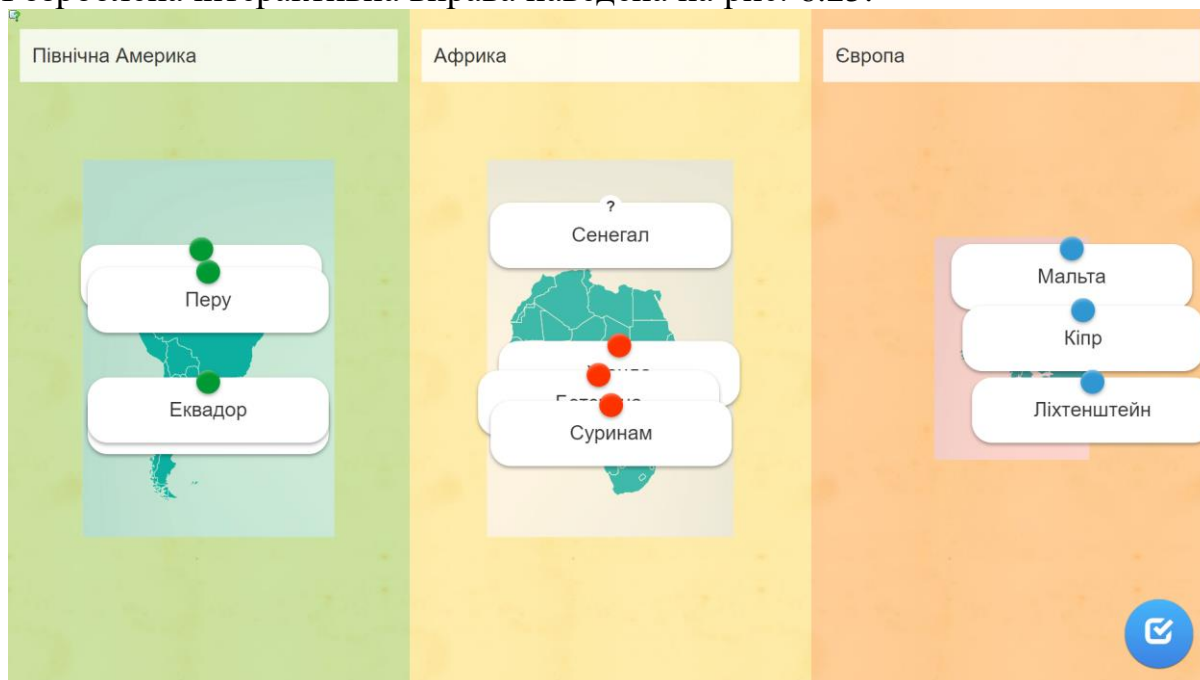 Північна Америка
Африка
Європа
?
Сенегал
Перу
Еквадор
Суринам
Мальта
Кіпр
Ліхтенштейн